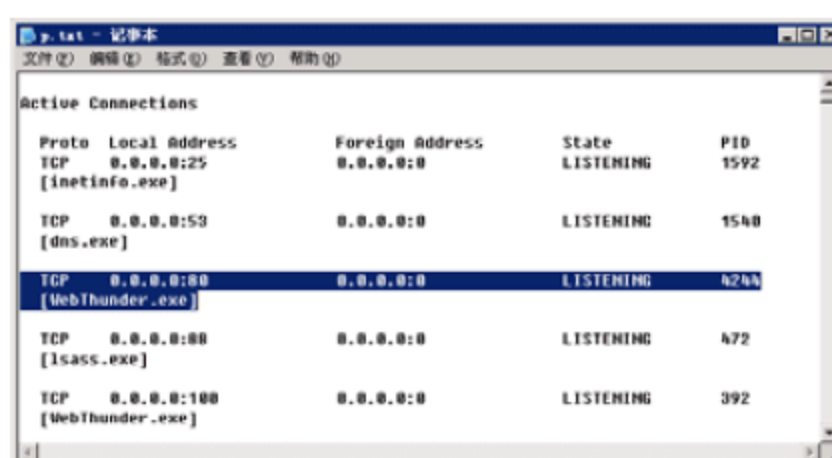 y.txt - 记事本
文件(F) 编辑(E) 格式(O) 查看(V) 帮助(H)
Active Connections
Proto Local Address Foreign Address State PID
TCP 0.0.0.0:25 0.0.0.0:0 LISTENING 1592
[inetinfo.exe]
TCP 0.0.0.0:53 0.0.0.0:0 LISTENING 1540
[dns.exe]
TCP 0.0.0.0:80 0.0.0.0:0 LISTENING 4244
[WebThunder.exe]
TCP 0.0.0.0:88 0.0.0.0:0 LISTENING 472
[lsass.exe]
TCP 0.0.0.0:100 0.0.0.0:0 LISTENING 392
[WebThunder.exe]